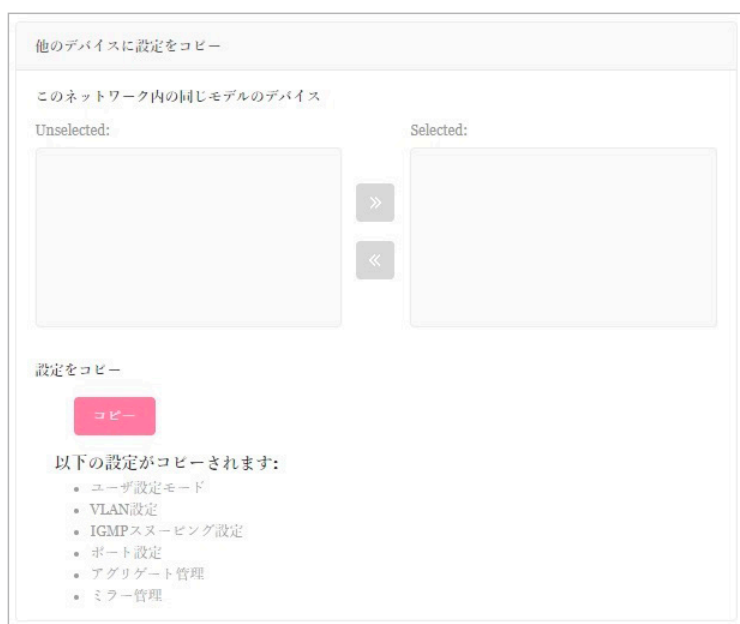 他のデバイスに設定をコピー
このネットワーク内の同じモデルのデバイス
Unselected:
Selected:
»
«
設定をコピー
コピー
以下の設定がコピーされます:
• ユーザ設定モード
• VLAN設定
• IGMPスヌーピング設定
• ポート設定
• アグリゲート管理
• ミラー管理